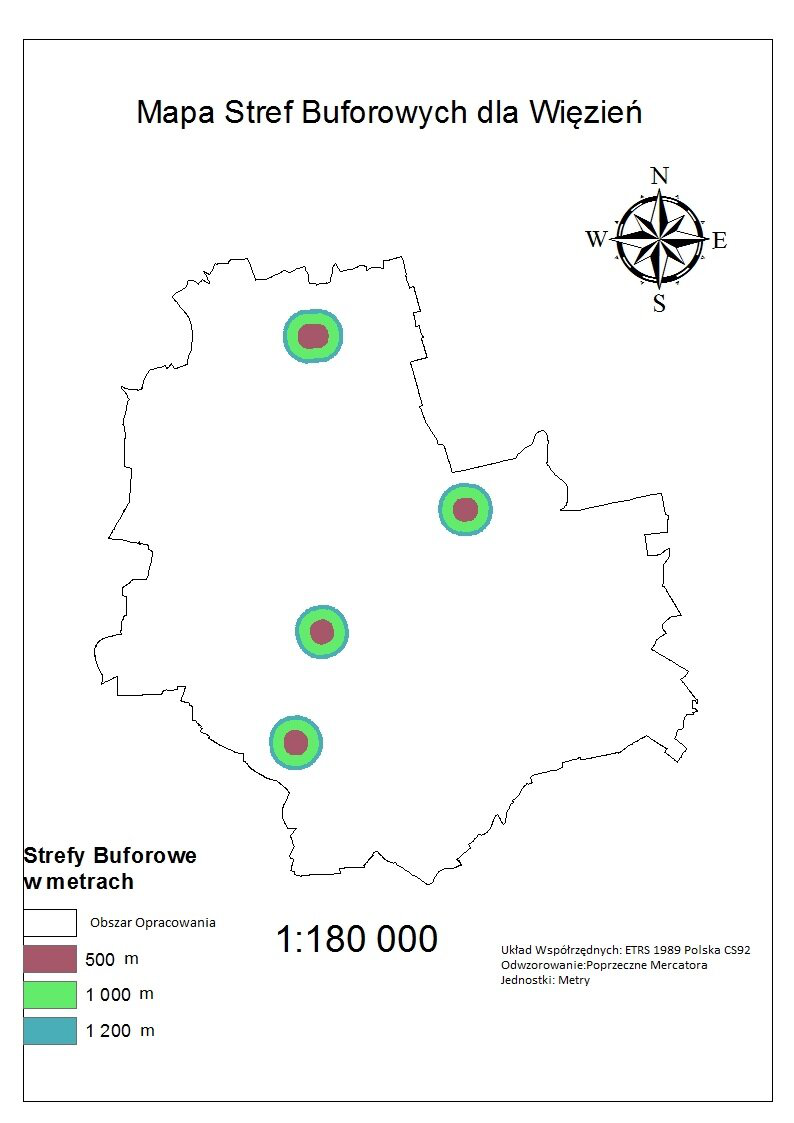 Mapa Stref Buforowych dla Więzień
N
W E
S
Strefy Buforowe
w metrach
Obszar Opracowania
500 m
1 000 m
1 200 m
1:180 000
Układ Współrzędnych: ETRS 1989 Polska CS92
Odwzorowanie:Poprzeczne Mercatora
Jednostki: Metry